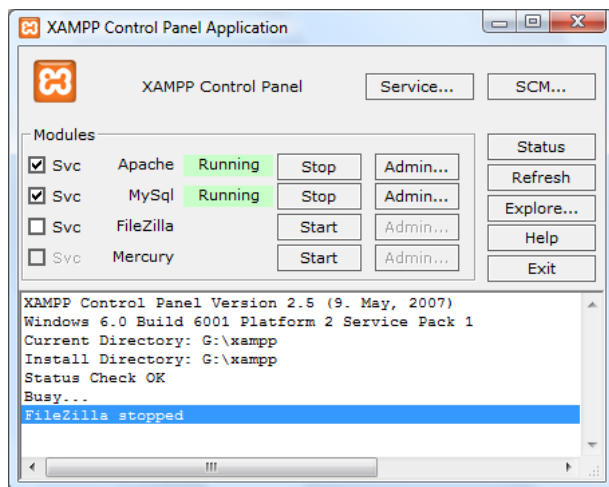 XAMPP Control Panel Application
XAMPP Control Panel Service... SCM...
Modules
Svc Apache Running Stop Admin...
Svc MySql Running Stop Admin...
Svc FileZilla Start Admin...
Svc Mercury Start Admin...
Status
Refresh
Explore...
Help
Exit
XAMPP Control Panel Version 2.5 (9. May, 2007)
Windows 6.0 Build 6001 Platform 2 Service Pack 1
Current Directory: G:\xampp
Install Directory: G:\xampp
Status Check OK
Busy...
FileZilla stopped